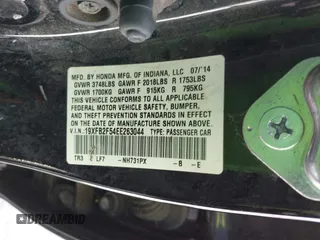 MFD. BY HONDA MFG. OF INDIANA, LLC 07/'14
GVWR 3748LBS GAWR F 2018LBS R 1753LBS
GVWR 1700KG GAWR F 915KG R 795KG
THIS VEHICLE CONFORMS TO ALL APPLICABLE
FEDERAL MOTOR VEHICLE SAFETY, BUMPER,
AND THEFT PREVENTION STANDARDS IN EFFECT ON
THE DATE OF MANUFACTURE SHOWN ABOVE.
V.I.N. 19XFB2F54EE263044 TYPE: PASSENGER CAR
TR3 E LF7 -NH731PX -B -E
DREAMBID